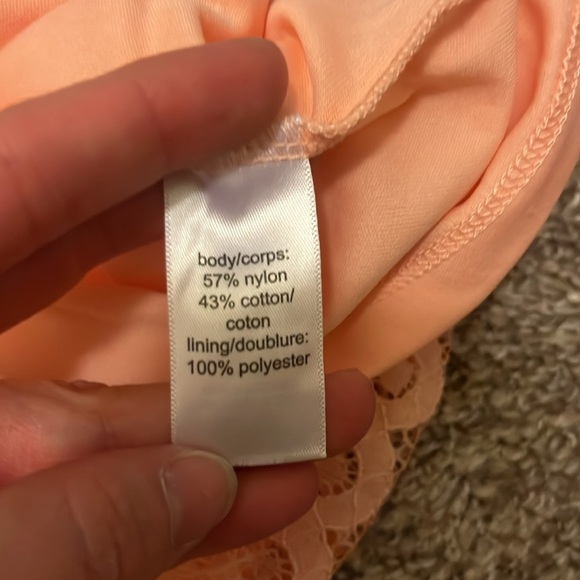 body/corps:
57% nylon
43% cotton/
coton
lining/doublure:
100% polyester